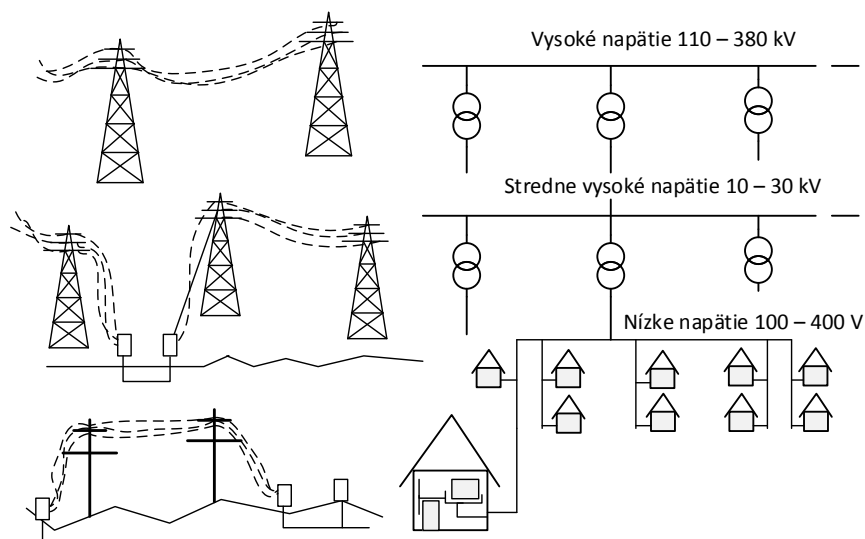 Vysoké napätie 110 – 380 kV
Stredne vysoké napätie 10 – 30 kV
Nízke napätie 100 – 400 V